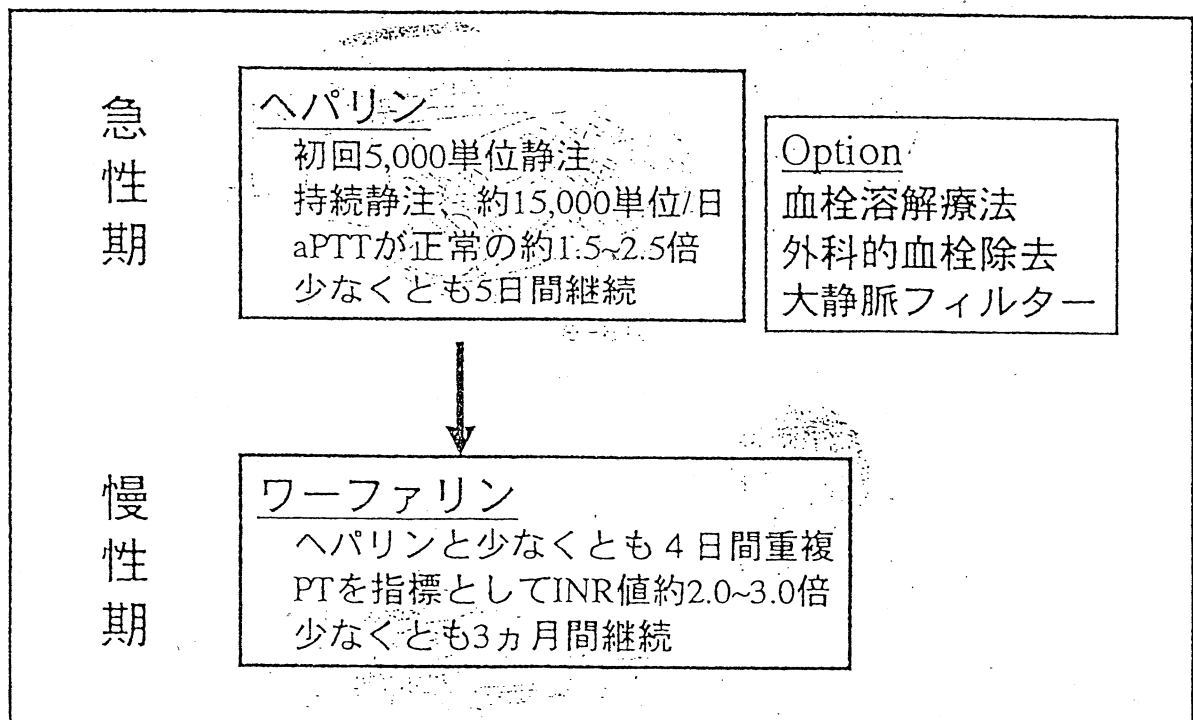 急性期
ヘパリン
初回5,000単位静注
持続静注、約15,000単位/日
aPTTが正常の約1.5~2.5倍
少なくとも5日間継続
Option
血栓溶解療法
外科的血栓除去
大静脈フィルター
慢性期
ワーファリン
ヘパリンと少なくとも4日間重複
PTを指標としてINR値約2.0~3.0倍
少なくとも3ヵ月間継続